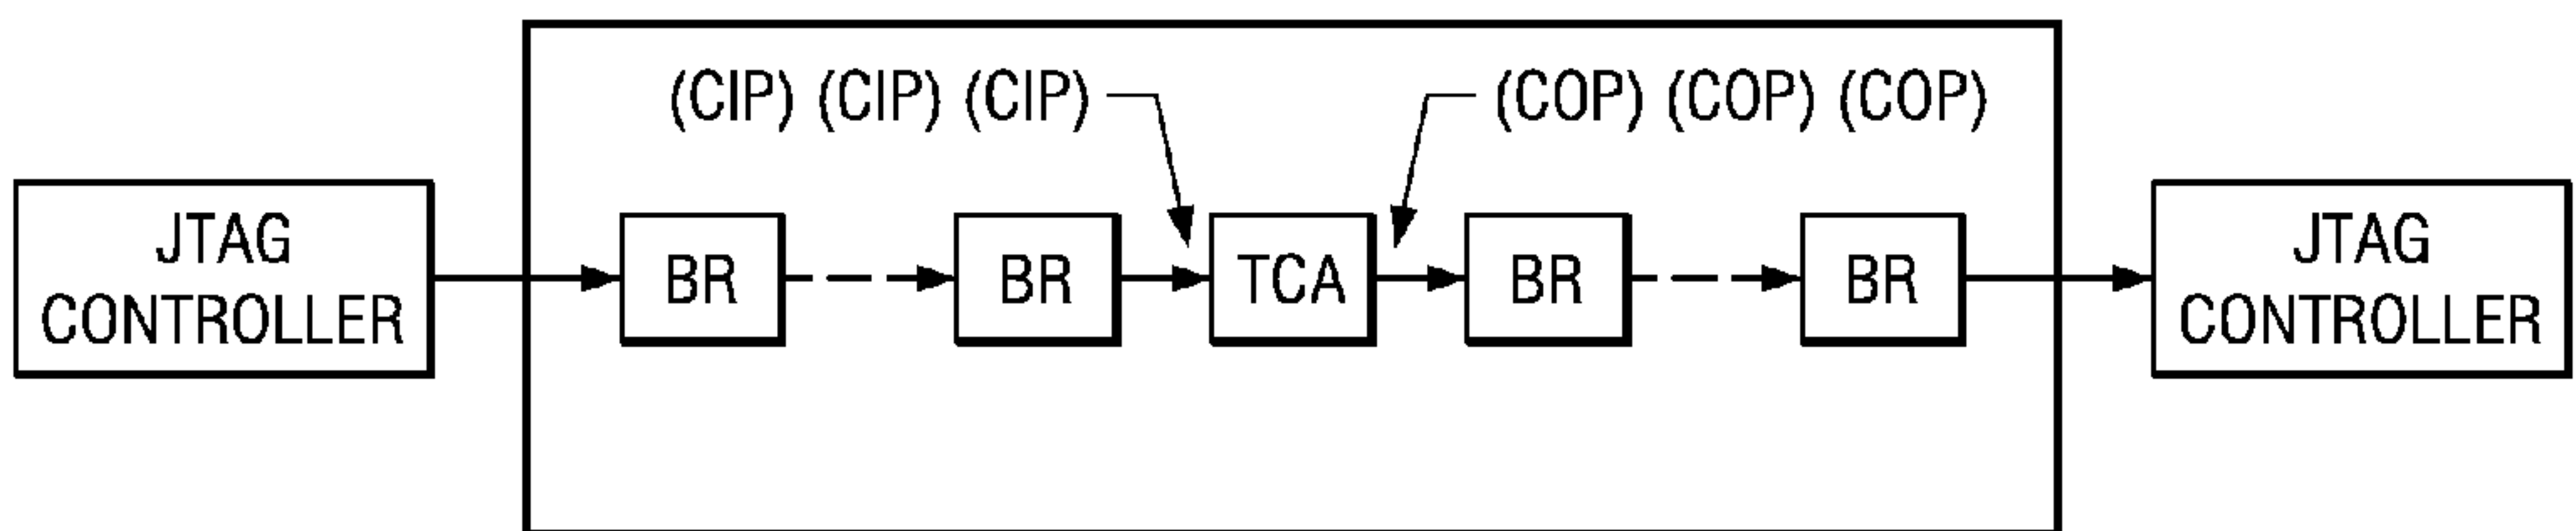 (CIP) (CIP) (CIP)
(COP) (COP) (COP)
JTAG
CONTROLLER
BR
BR
TCA
BR
BR
JTAG
CONTROLLER